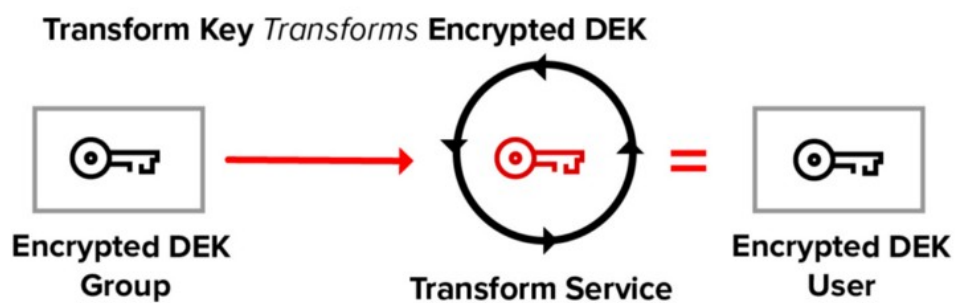 Transform Key Transforms Encrypted DEK
=
Encrypted DEK
Group
Transform Service
Encrypted DEK
User